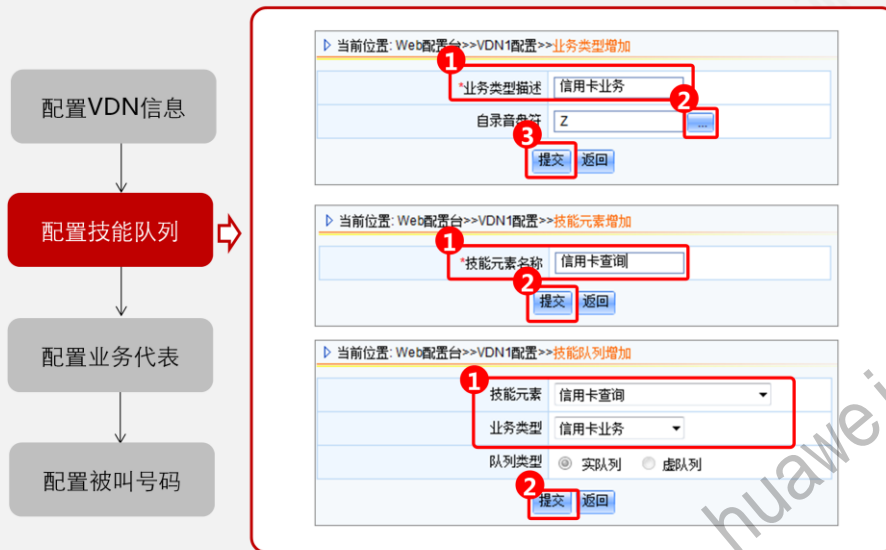 配置VDN信息
配置技能队列
配置业务代表
配置被叫号码
当前位置: Web配置台>>VDN1配置>>业务类型增加
1
*业务类型描述 信用卡业务
2
自录音盘符 Z ...
3
提交 返回
当前位置: Web配置台>>VDN1配置>>技能元素增加
1
*技能元素名称 信用卡查询
2
提交 返回
当前位置: Web配置台>>VDN1配置>>技能队列增加
1
技能元素 信用卡查询
业务类型 信用卡业务
队列类型 实队列 虚队列
2
提交 返回
huawei